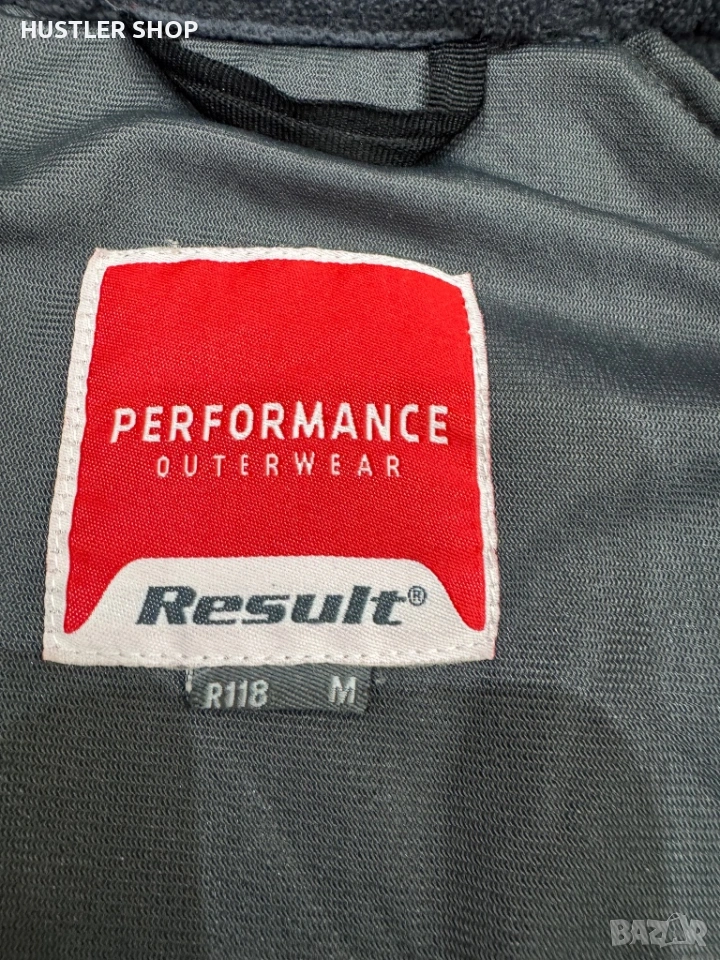 HUSTLER SHOP
PERFORMANCE
OUTERWEAR
Result®
R118 M
BAZAR